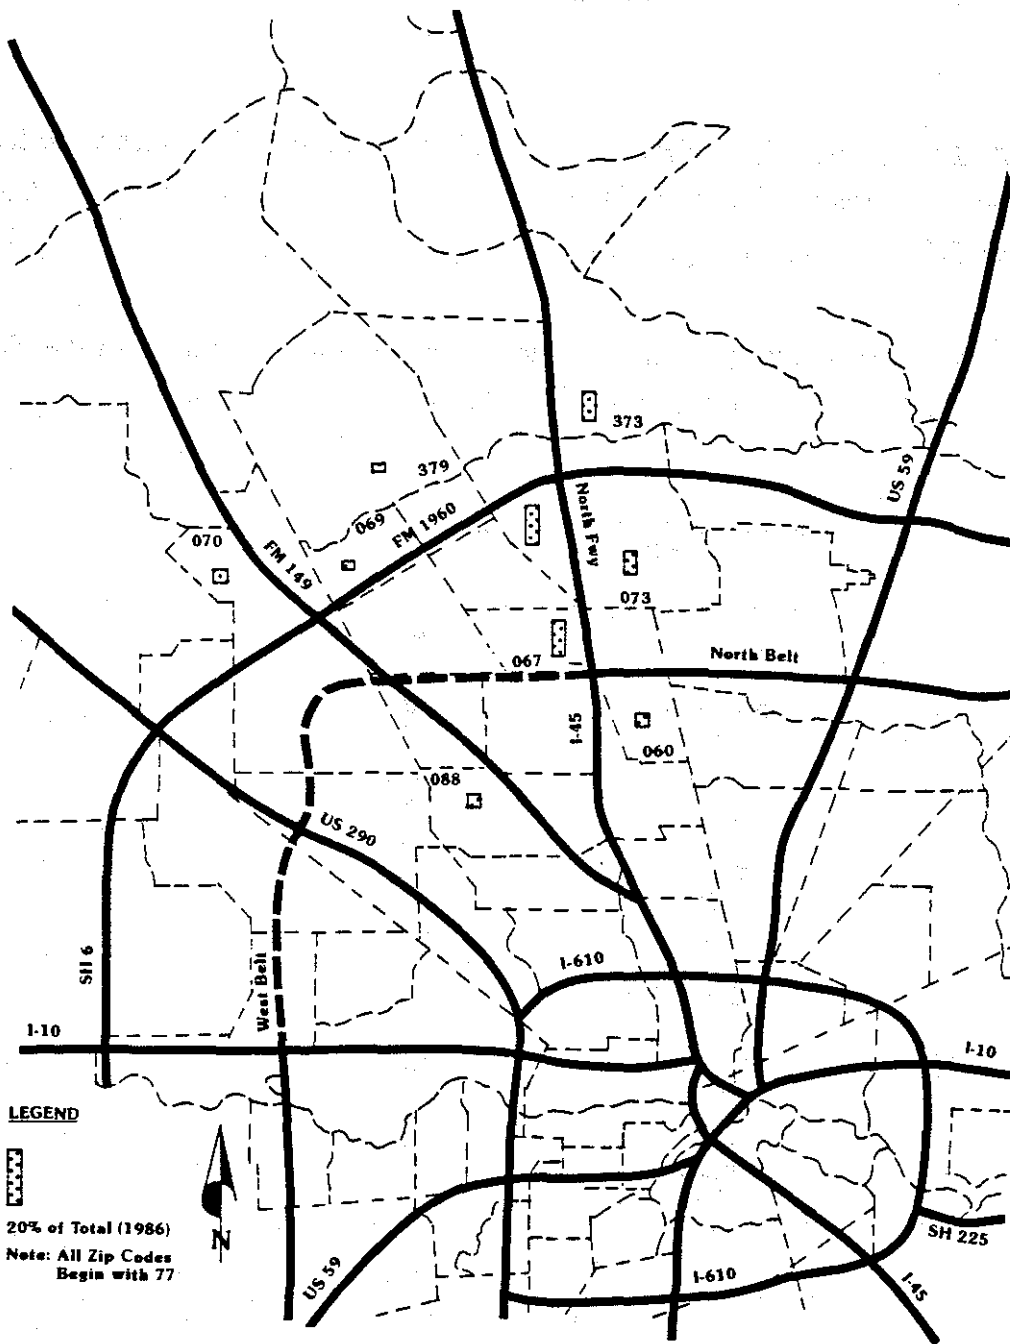 373
US 59
379
069
FM 1960
North Fwy
070
FM 149
073
067
North Belt
I-45
060
088
US 290
SH 6
West Belt
I-610
I-10
I-10
LEGEND
20% of Total (1986)
Note: All Zip Codes
Begin with 77
N
US 59
I-610
SH 225
I-45